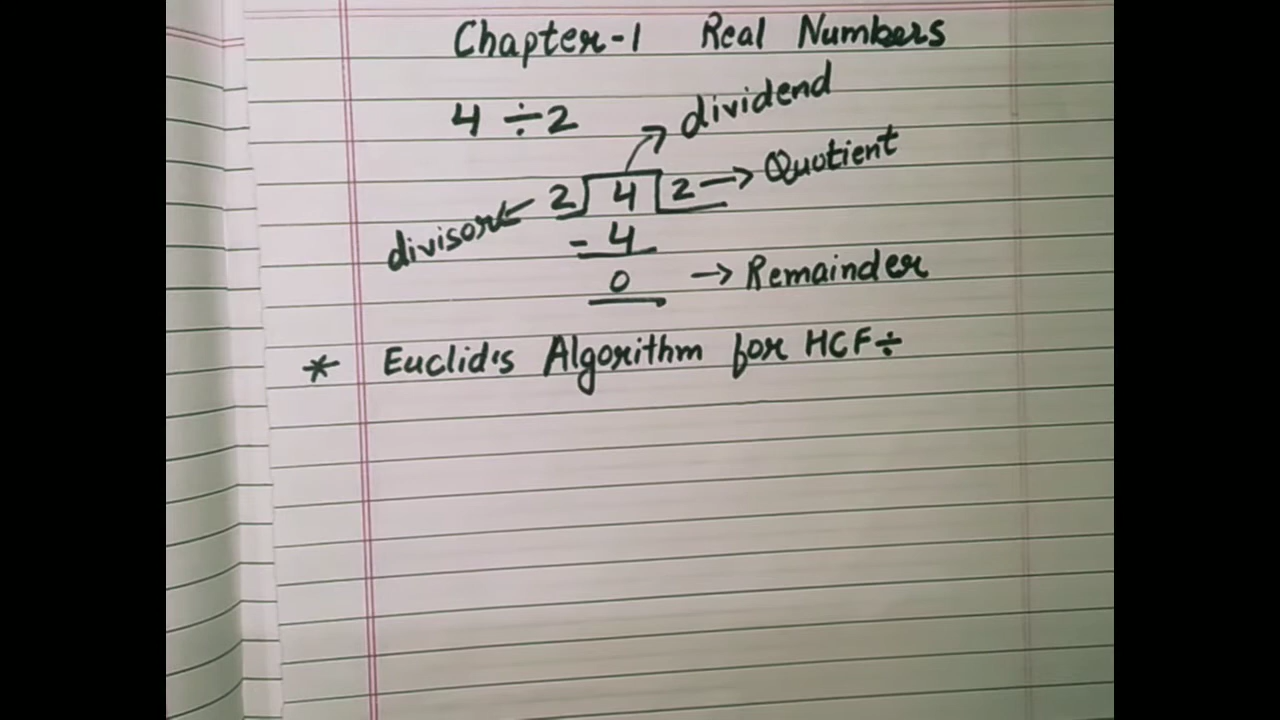 Chapter-1 Real Numbers
4 ÷ 2
dividend
2 4 2 → Quotient
divisor
- 4
0 → Remainder
* Euclid's Algorithm for HCF ÷